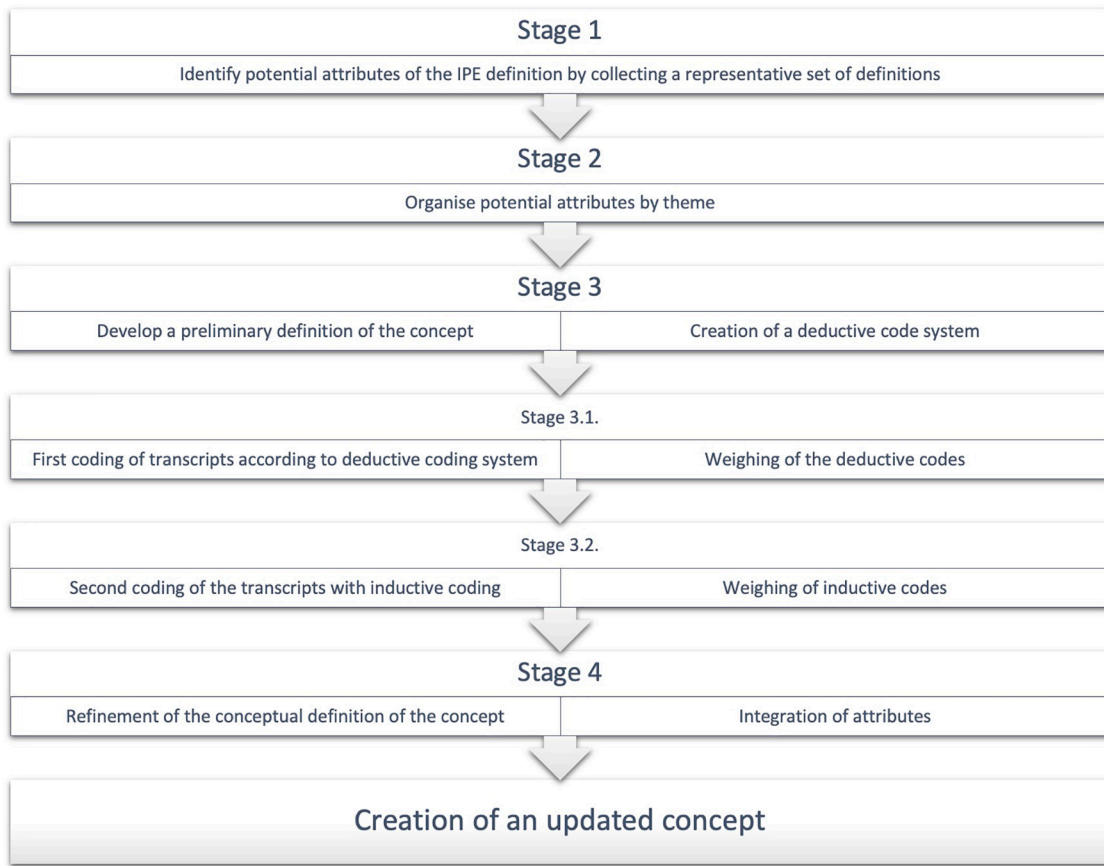 Stage 1
Identify potential attributes of the IPE definition by collecting a representative set of definitions
Stage 2
Organise potential attributes by theme
Stage 3
Develop a preliminary definition of the concept
Creation of a deductive code system
Stage 3.1.
First coding of transcripts according to deductive coding system
Weighing of the deductive codes
Stage 3.2.
Second coding of the transcripts with inductive coding
Weighing of inductive codes
Stage 4
Refinement of the conceptual definition of the concept
Integration of attributes
Creation of an updated concept